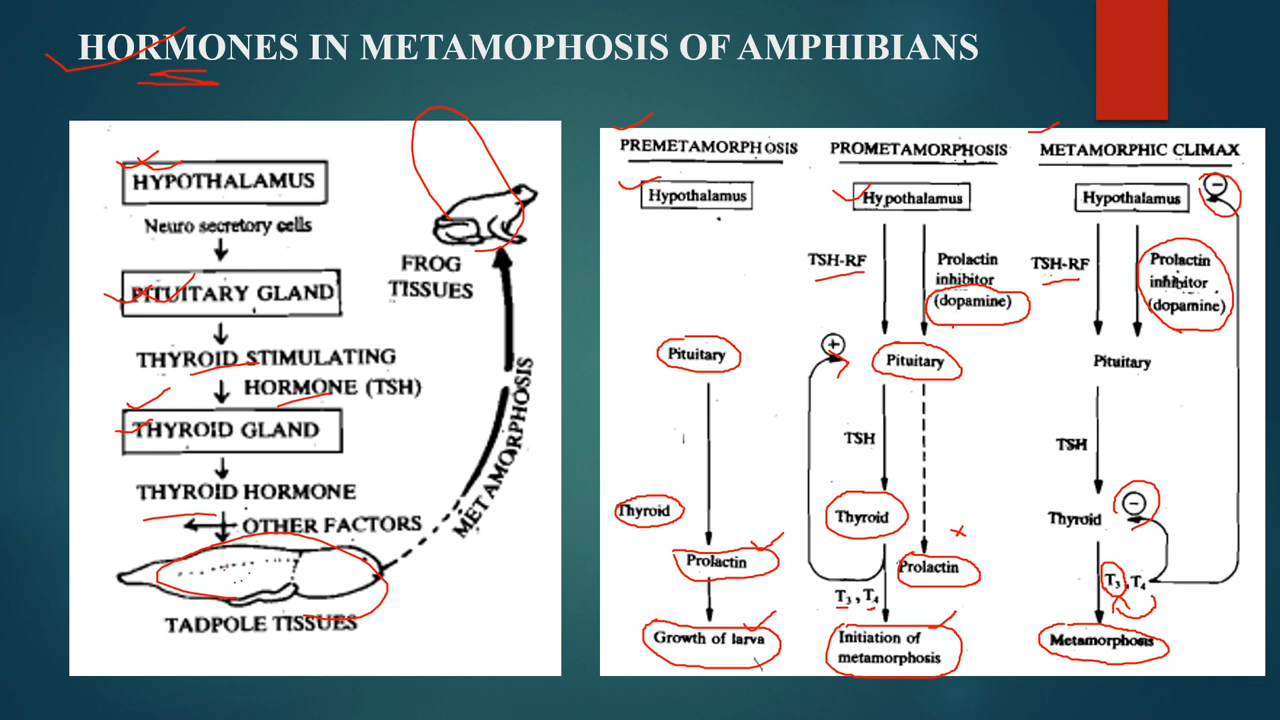 HORMONES IN METAMOPHOSIS OF AMPHIBIANS
HYPOTHALAMUS
Neuro secretory cells
PITUITARY GLAND
THYROID STIMULATING
HORMONE (TSH)
THYROID GLAND
THYROID HORMONE
OTHER FACTORS
TADPOLE TISSUES
METAMORPHOSIS
FROG
TISSUES
PREMETAMORPHOSIS
Hypothalamus
Pituitary
Thyroid
Prolactin
Growth of larva
PROMETAMORPHOSIS
Hypothalamus
TSH-RF
Prolactin
inhibitor
(dopamine)
+
Pituitary
TSH
Thyroid
Prolactin
T3 , T4
Initiation of
metamorphosis
METAMORPHIC CLIMAX
−
Hypothalamus
TSH-RF
Prolactin
inhibitor
(dopamine)
Pituitary
TSH
−
Thyroid
T3 , T4
Metamorphosis